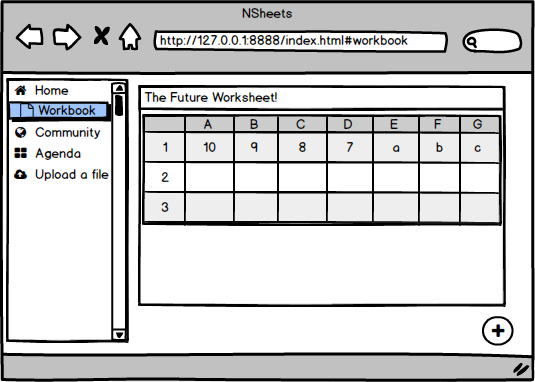 NSheets
http://127.0.0.1:8888/index.html#workbook
Home
Workbook
Community
Agenda
Upload a file
The Future Worksheet!
A B C D E F G
1 10 9 8 7 a b c
2
3